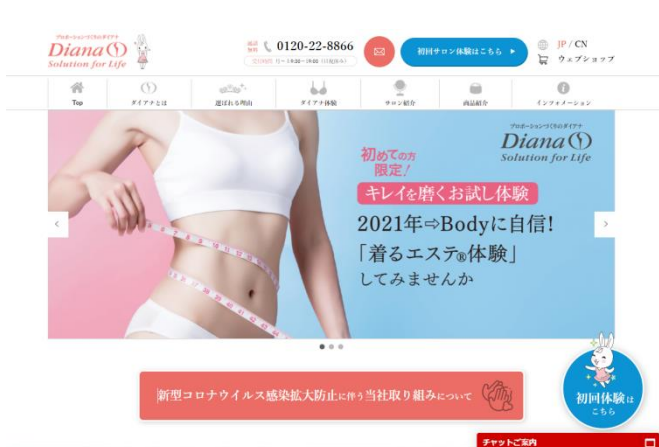 プロポーションづくりのダイアナ
Diana
Solution for Life
通話無料 0120-22-8866
初回サロン体験はこちら
JP / CN
ウェブショップ
Top
ダイアナとは
選ばれる理由
ダイアナ体験
サロン紹介
商品紹介
インフォメーション
プロポーションづくりのダイアナ
Diana
Solution for Life
初めての方
限定!
キレイを磨くお試し体験
2021年⇨Bodyに自信!
「着るエステ®体験」
してみませんか
新型コロナウイルス感染拡大防止に伴う当社取り組みについて
初回体験は
こちら
チャットご案内